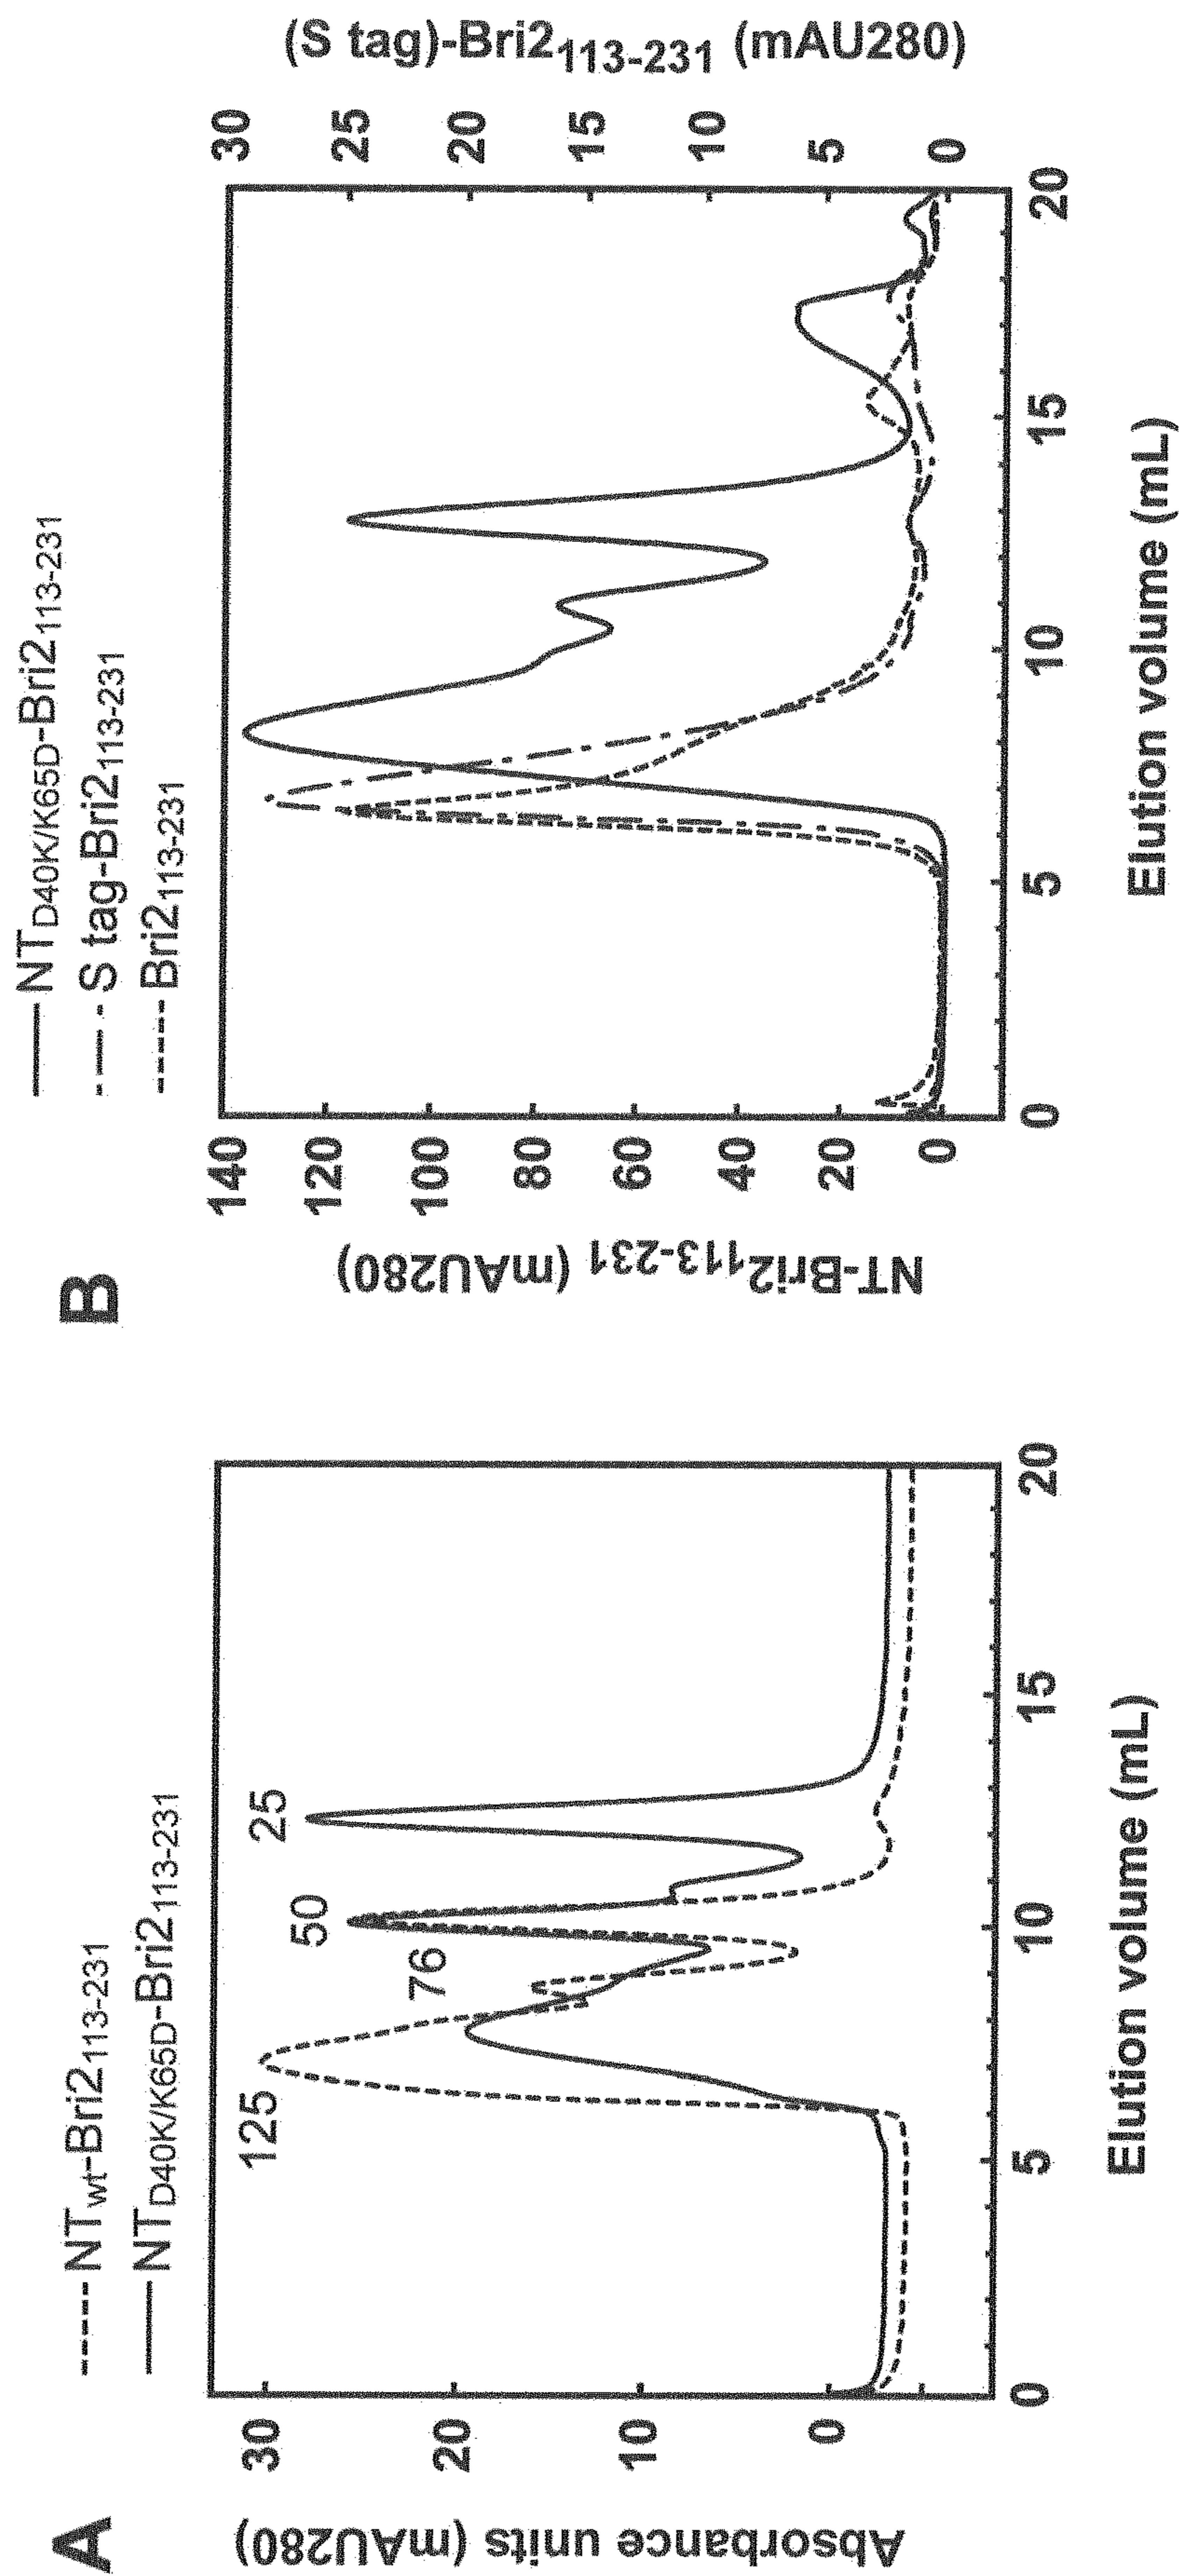 A
----- NTwt-Bri2113-231
— NTD40K/K65D-Bri2113-231
Absorbance units (mAU280)
30
20
10
0
125
76
50
25
0
5
10
15
20
Elution volume (mL)
B
— NTD40K/K65D-Bri2113-231
-—- S tag-Bri2113-231
----- Bri2113-231
NT-Bri2113-231 (mAU280)
140
120
100
80
60
40
20
0
(S tag)-Bri2113-231 (mAU280)
30
25
20
15
10
5
0
0
5
10
15
20
Elution volume (mL)